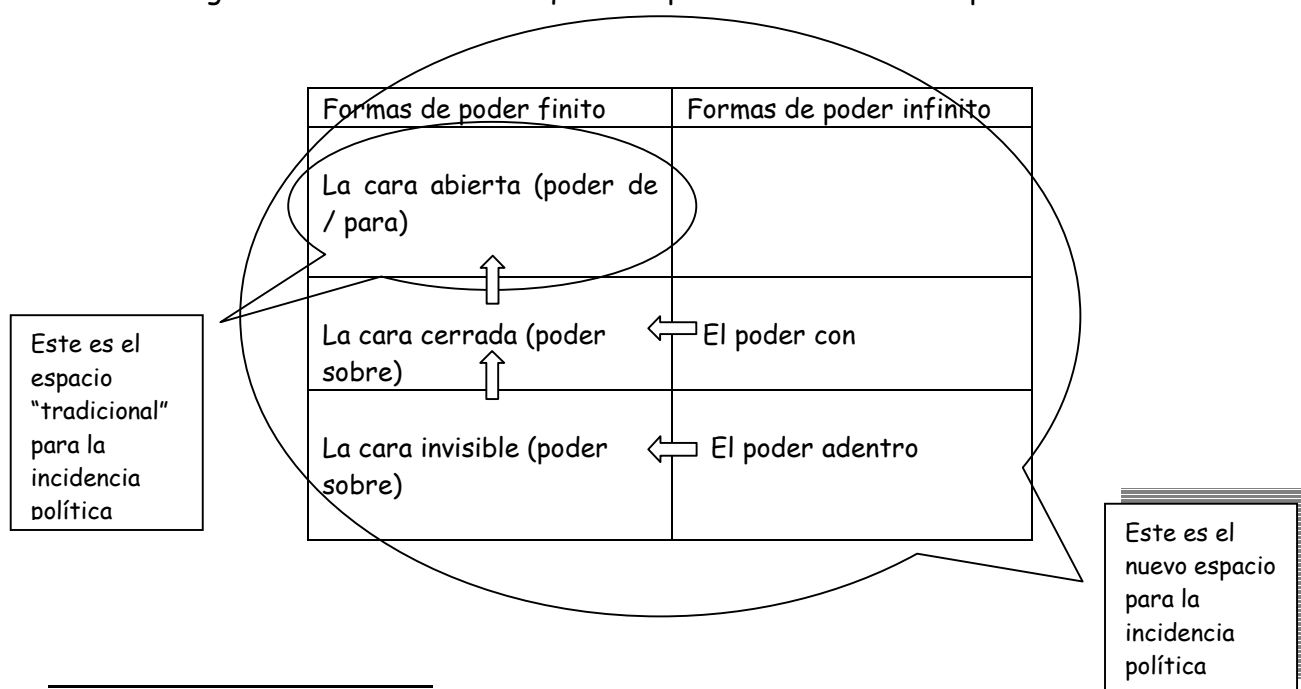 Formas de poder finito
Formas de poder infinito
La cara abierta (poder de
/ para)
La cara cerrada (poder
sobre)
El poder con
La cara invisible (poder
sobre)
El poder adentro
Este es el
espacio
“tradicional”
para la
incidencia
política
Este es el
nuevo espacio
para la
incidencia
política